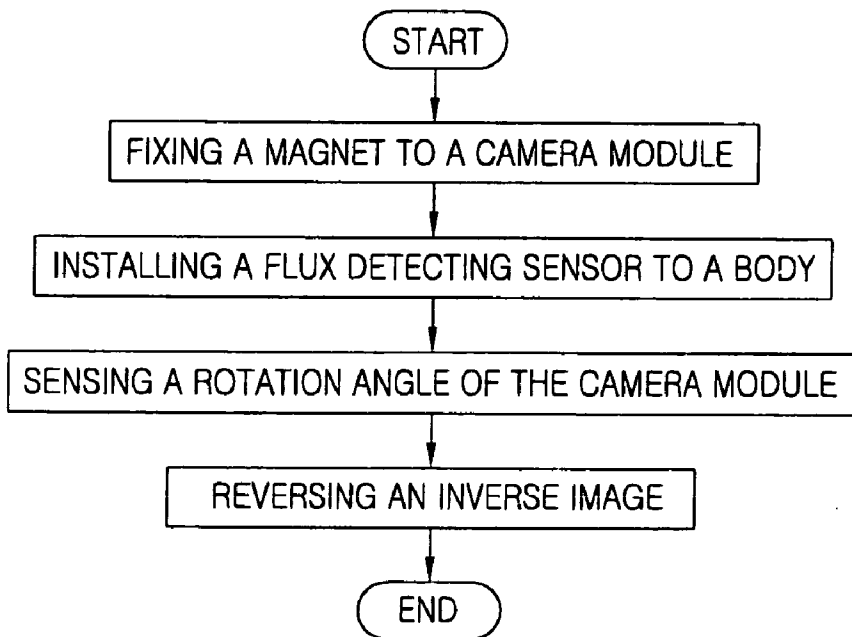 START
FIXING A MAGNET TO A CAMERA MODULE
INSTALLING A FLUX DETECTING SENSOR TO A BODY
SENSING A ROTATION ANGLE OF THE CAMERA MODULE
REVERSING AN INVERSE IMAGE
END